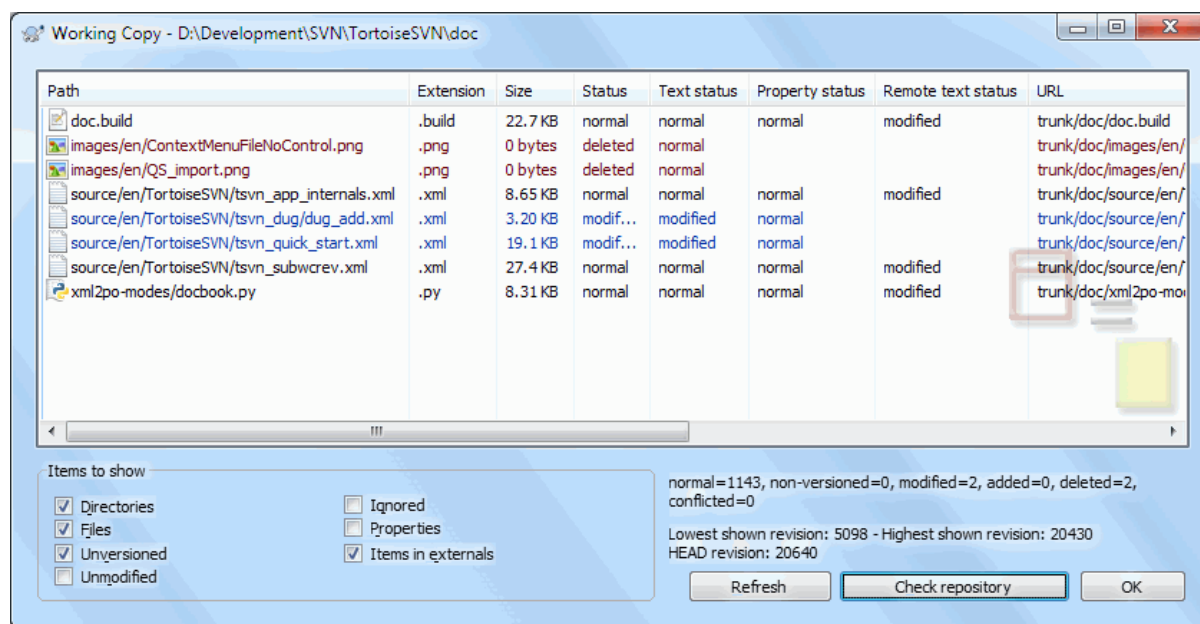 Working Copy - D:\Development\SVN\TortoiseSVN\doc
Path Extension Size Status Text status Property status Remote text status URL
doc.build .build 22.7 KB normal normal normal modified trunk/doc/doc.build
images/en/ContextMenuFileNoControl.png .png 0 bytes deleted normal trunk/doc/images/en/
images/en/QS_import.png .png 0 bytes deleted normal trunk/doc/images/en/
source/en/TortoiseSVN/tsvn_app_internals.xml .xml 8.65 KB normal normal normal modified trunk/doc/source/en/
source/en/TortoiseSVN/tsvn_dug/dug_add.xml .xml 3.20 KB modif... modified normal trunk/doc/source/en/
source/en/TortoiseSVN/tsvn_quick_start.xml .xml 19.1 KB modif... modified normal trunk/doc/source/en/
source/en/TortoiseSVN/tsvn_subwcrev.xml .xml 27.4 KB normal normal normal modified trunk/doc/source/en/
xml2po-modes/docbook.py .py 8.31 KB normal normal normal modified trunk/doc/xml2po-mo
Items to show
Directories Ignored
Files Properties
Unversioned Items in externals
Unmodified
normal=1143, non-versioned=0, modified=2, added=0, deleted=2,
conflicted=0
Lowest shown revision: 5098 - Highest shown revision: 20430
HEAD revision: 20640
Refresh Check repository OK